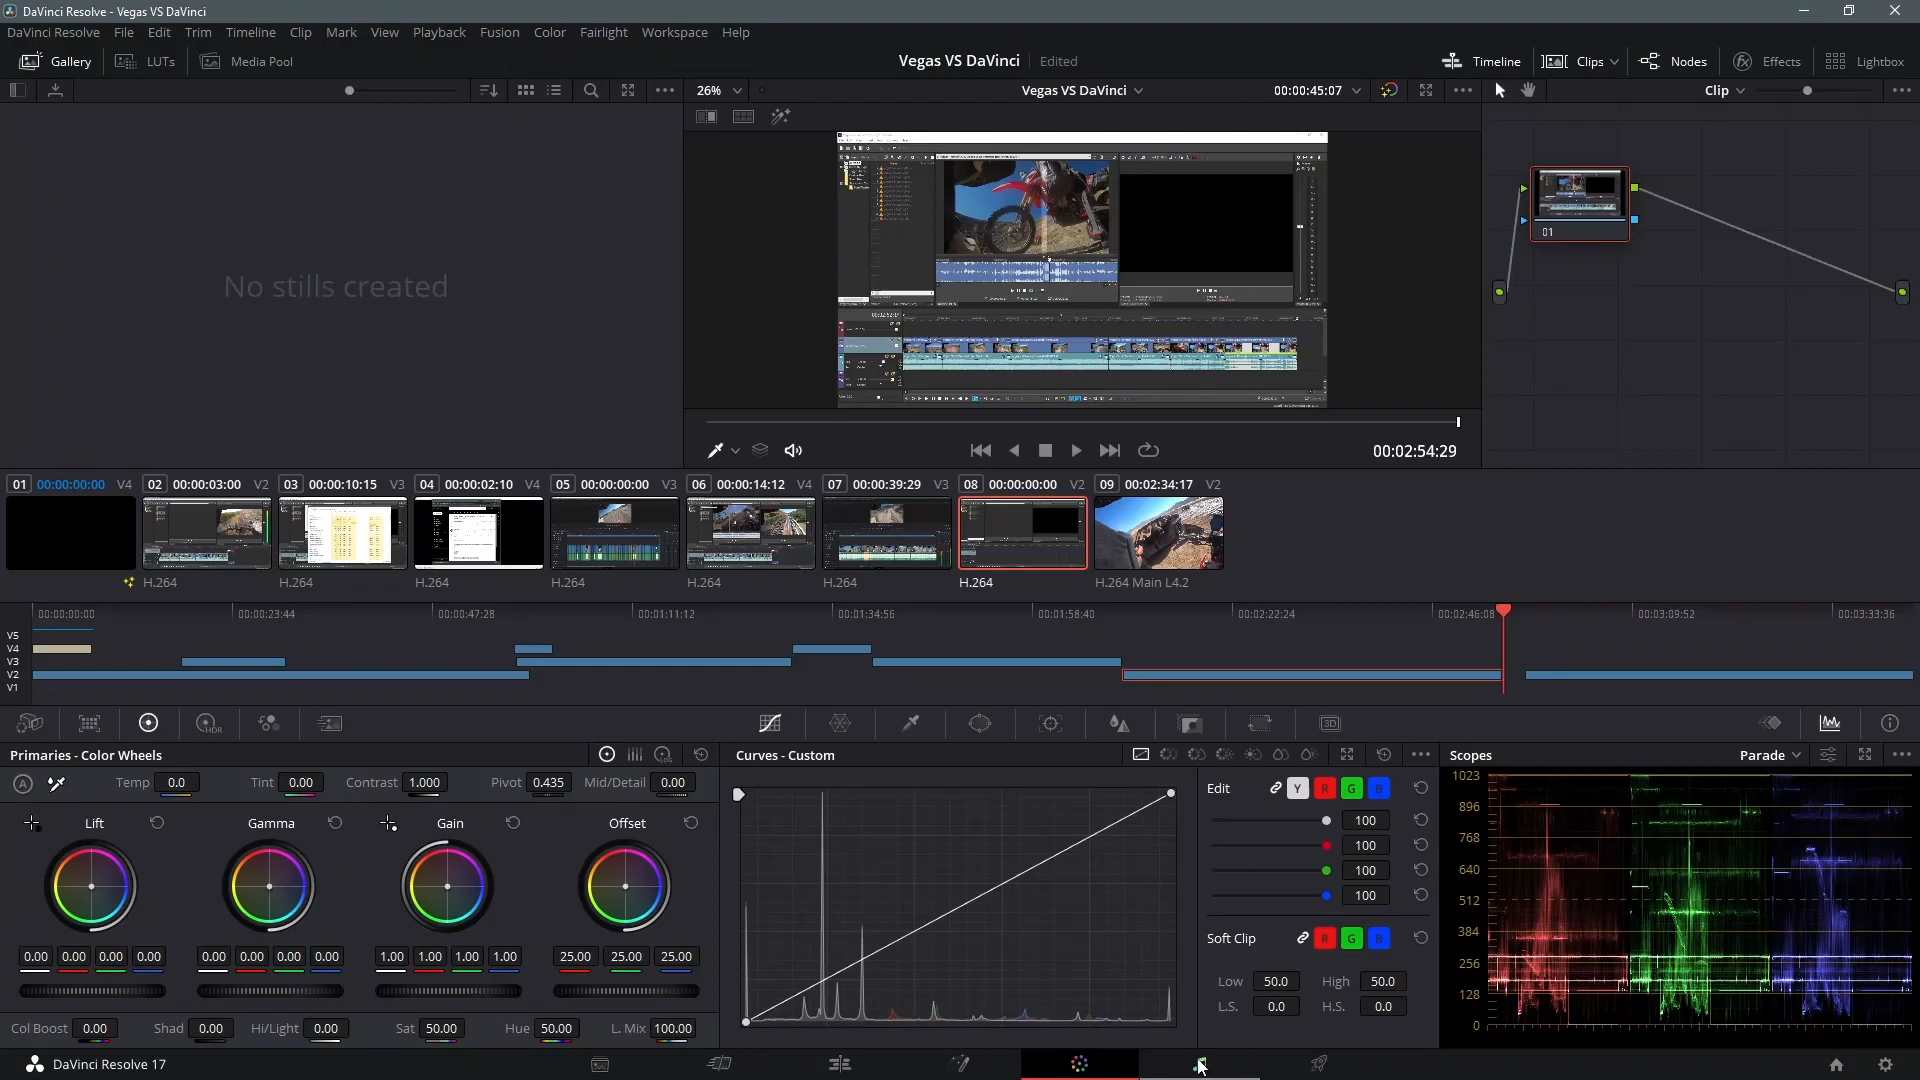 DaVinci Resolve - Vegas VS DaVinci
DaVinci Resolve File Edit Trim Timeline Clip Mark View Playback Fusion Color Fairlight Workspace Help
Gallery LUTs Media Pool Vegas VS DaVinci Edited Timeline Clips Nodes Effects Lightbox
26% Vegas VS DaVinci 00:00:45:07 Clip
01
No stills created
00:02:54:29
01 00:00:00:00 V4 02 00:00:03:00 V2 03 00:00:10:15 V3 04 00:00:02:10 V4 05 00:00:00:00 V3 06 00:00:14:12 V4 07 00:00:39:29 V3 08 00:00:00:00 V2 09 00:02:34:17 V2
H.264 H.264 H.264 H.264 H.264 H.264 H.264 H.264 Main L4.2
00:00:00:00 00:00:23:44 00:00:47:28 00:01:11:12 00:01:34:56 00:01:58:40 00:02:22:24 00:02:46:08 00:03:09:52 00:03:33:36
V5
V4
V3
V2
V1
HDR 3D
Primaries - Color Wheels LOG Curves - Custom Scopes Parade
A Temp 0.0 Tint 0.00 Contrast 1.000 Pivot 0.435 Mid/Detail 0.00
Lift Gamma Gain Offset
0.00 0.00 0.00 0.00 0.00 0.00 0.00 0.00 1.00 1.00 1.00 1.00 25.00 25.00 25.00
Col Boost 0.00 Shad 0.00 Hi/Light 0.00 Sat 50.00 Hue 50.00 L. Mix 100.00
Edit Y R G B
100
100
100
100
Soft Clip R G B
Low 50.0 High 50.0
L.S. 0.0 H.S. 0.0
1023
896
768
640
512
384
256
128
0
DaVinci Resolve 17